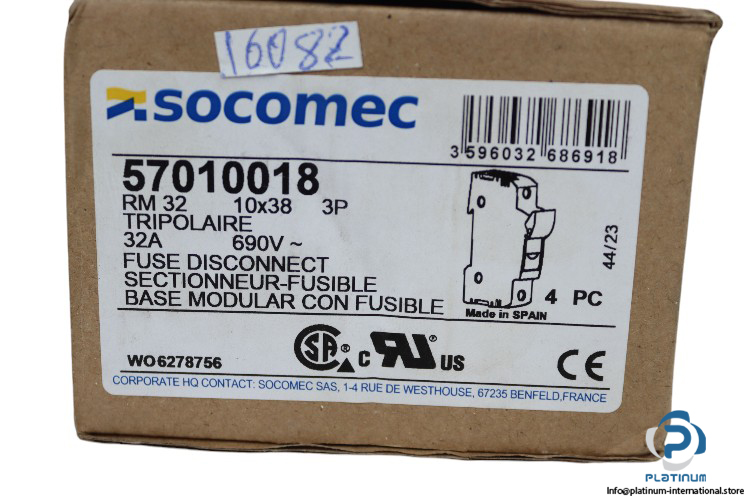 16082
socomec
3 596032 686918
57010018
RM 32 10x38 3P
TRIPOLAIRE
32A 690V ~
FUSE DISCONNECT
SECTIONNEUR-FUSIBLE
BASE MODULAR CON FUSIBLE
44/23
4 PC
Made in SPAIN
WO6278756
SA
c UR US
CE
CORPORATE HQ CONTACT: SOCOMEC SAS, 1-4 RUE DE WESTHOUSE, 67235 BENFELD,FRANCE
PLATINUM
Info@platinum-international.store